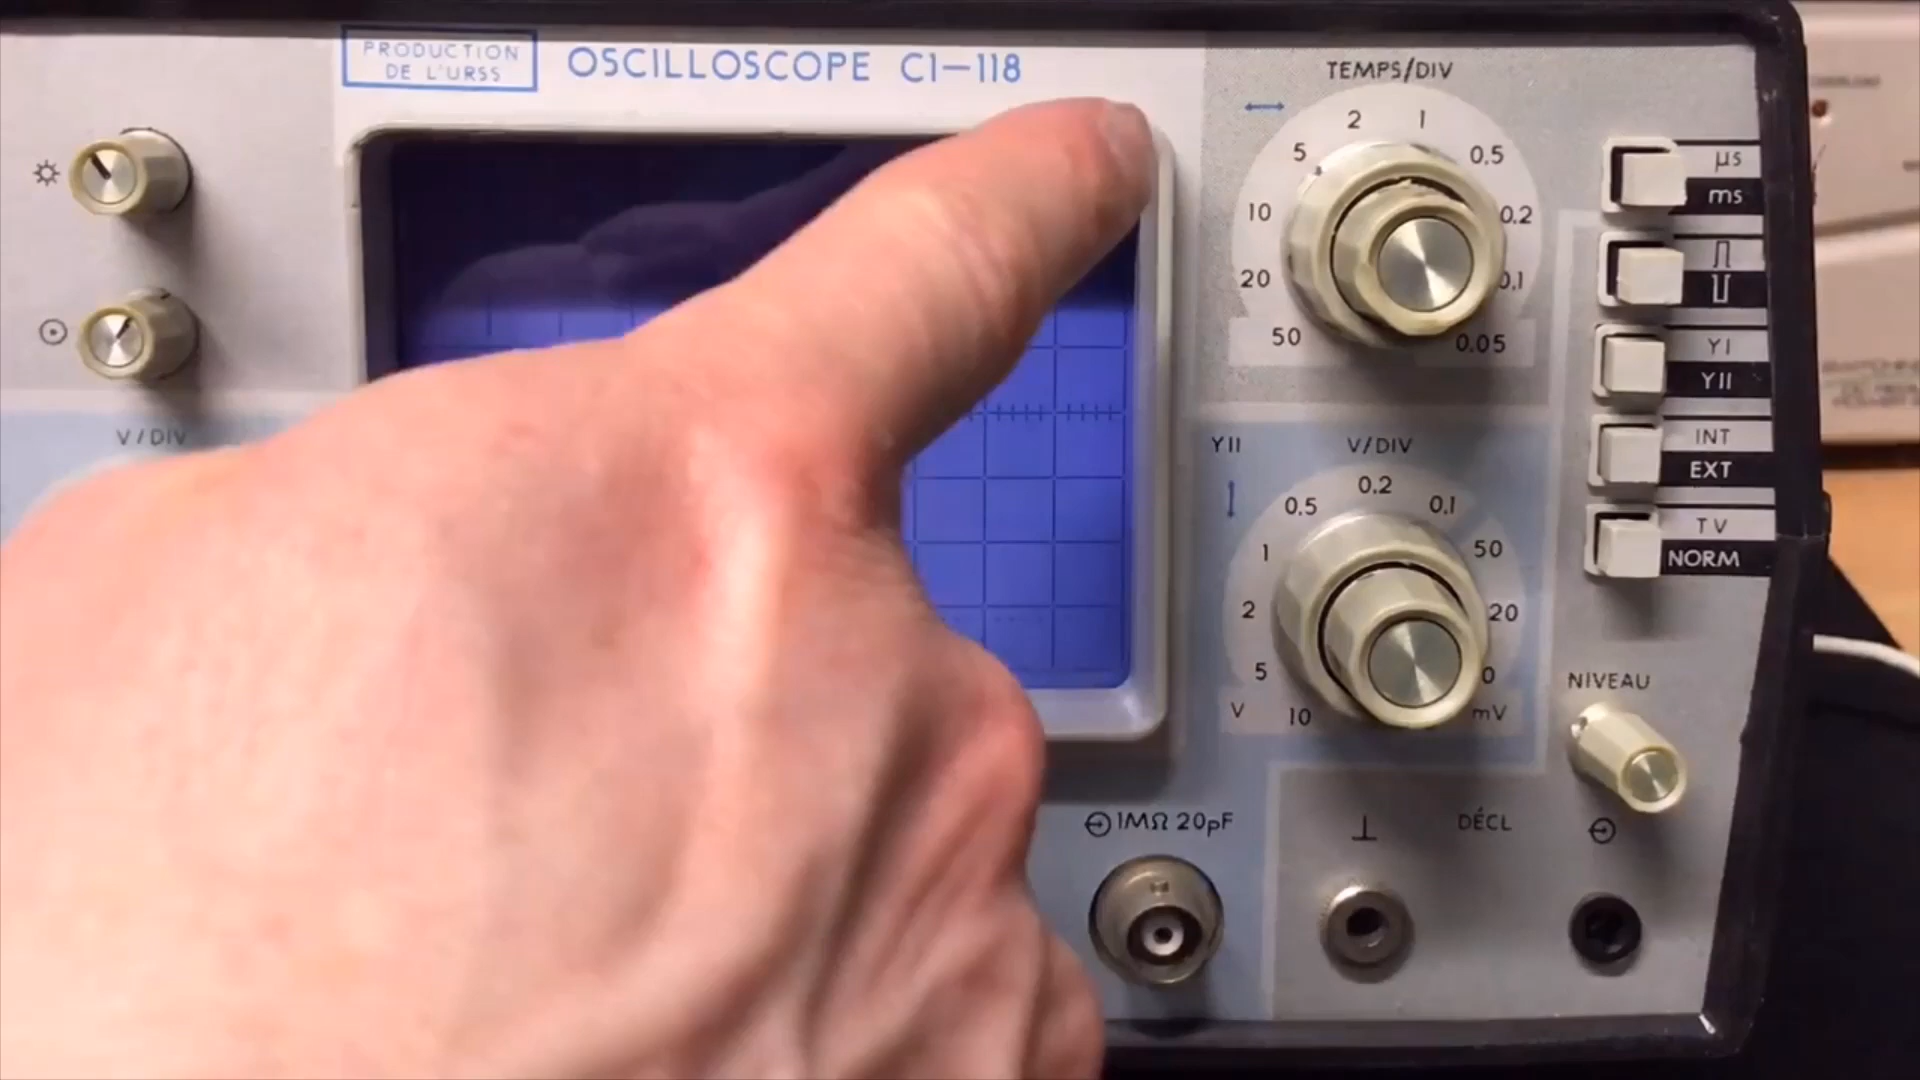 PRODUCTION
DE L'URSS
OSCILLOSCOPE C1-118
TEMPS/DIV
2 1
5 0.5
10 0.2
20 0.1
50 0.05
µs
ms
YI
YII
INT
EXT
TV
NORM
V/DIV
YII V/DIV
0.5 0.2 0.1
1 50
2 20
5
V 10 mV
NIVEAU
1MΩ 20pF
DÉCL